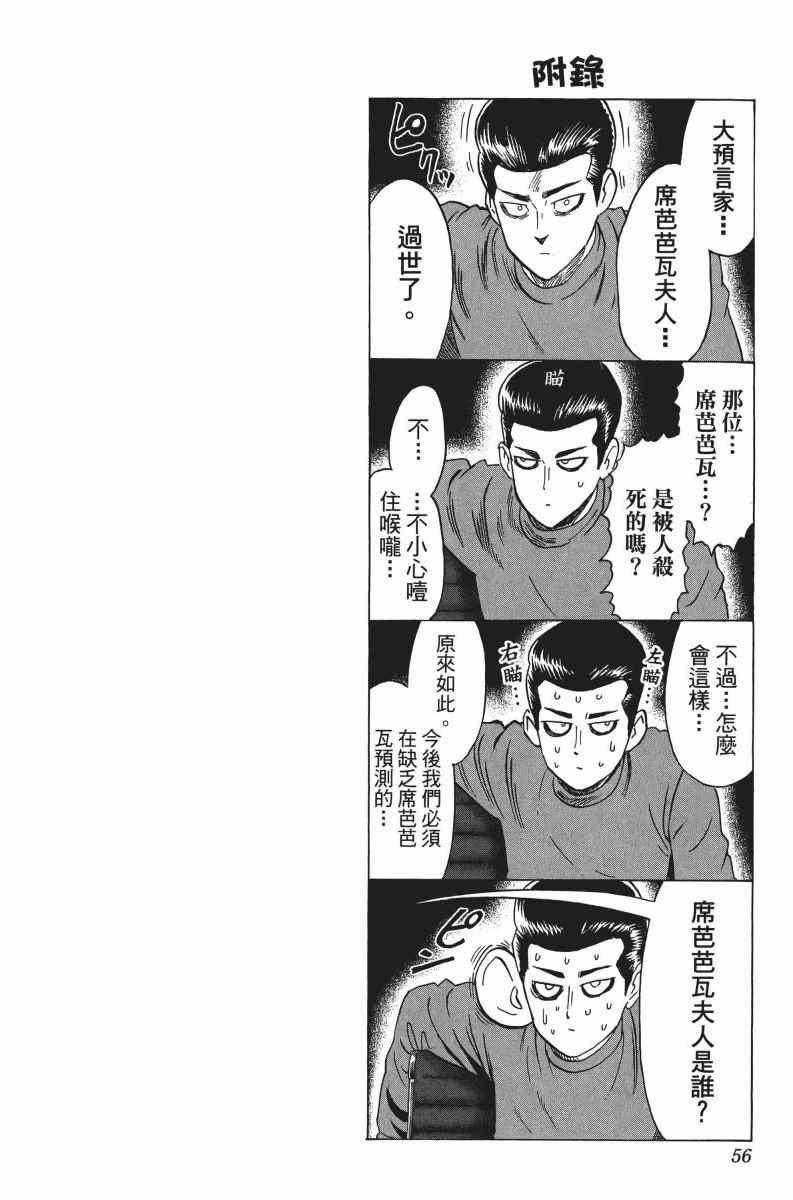 附錄
大預言家…
席芭芭瓦夫人…
過世了。
ピクッ
瞄
那位…
席芭芭瓦…？
是被人殺
死的嗎？
不…
…不小心噎
住喉嚨…
不過…怎麼
會這樣…
左瞄…
右瞄…
原來如此。
今後我們必須
在缺乏席芭芭
瓦預測的…
席芭芭瓦夫人是誰？
ピン
56